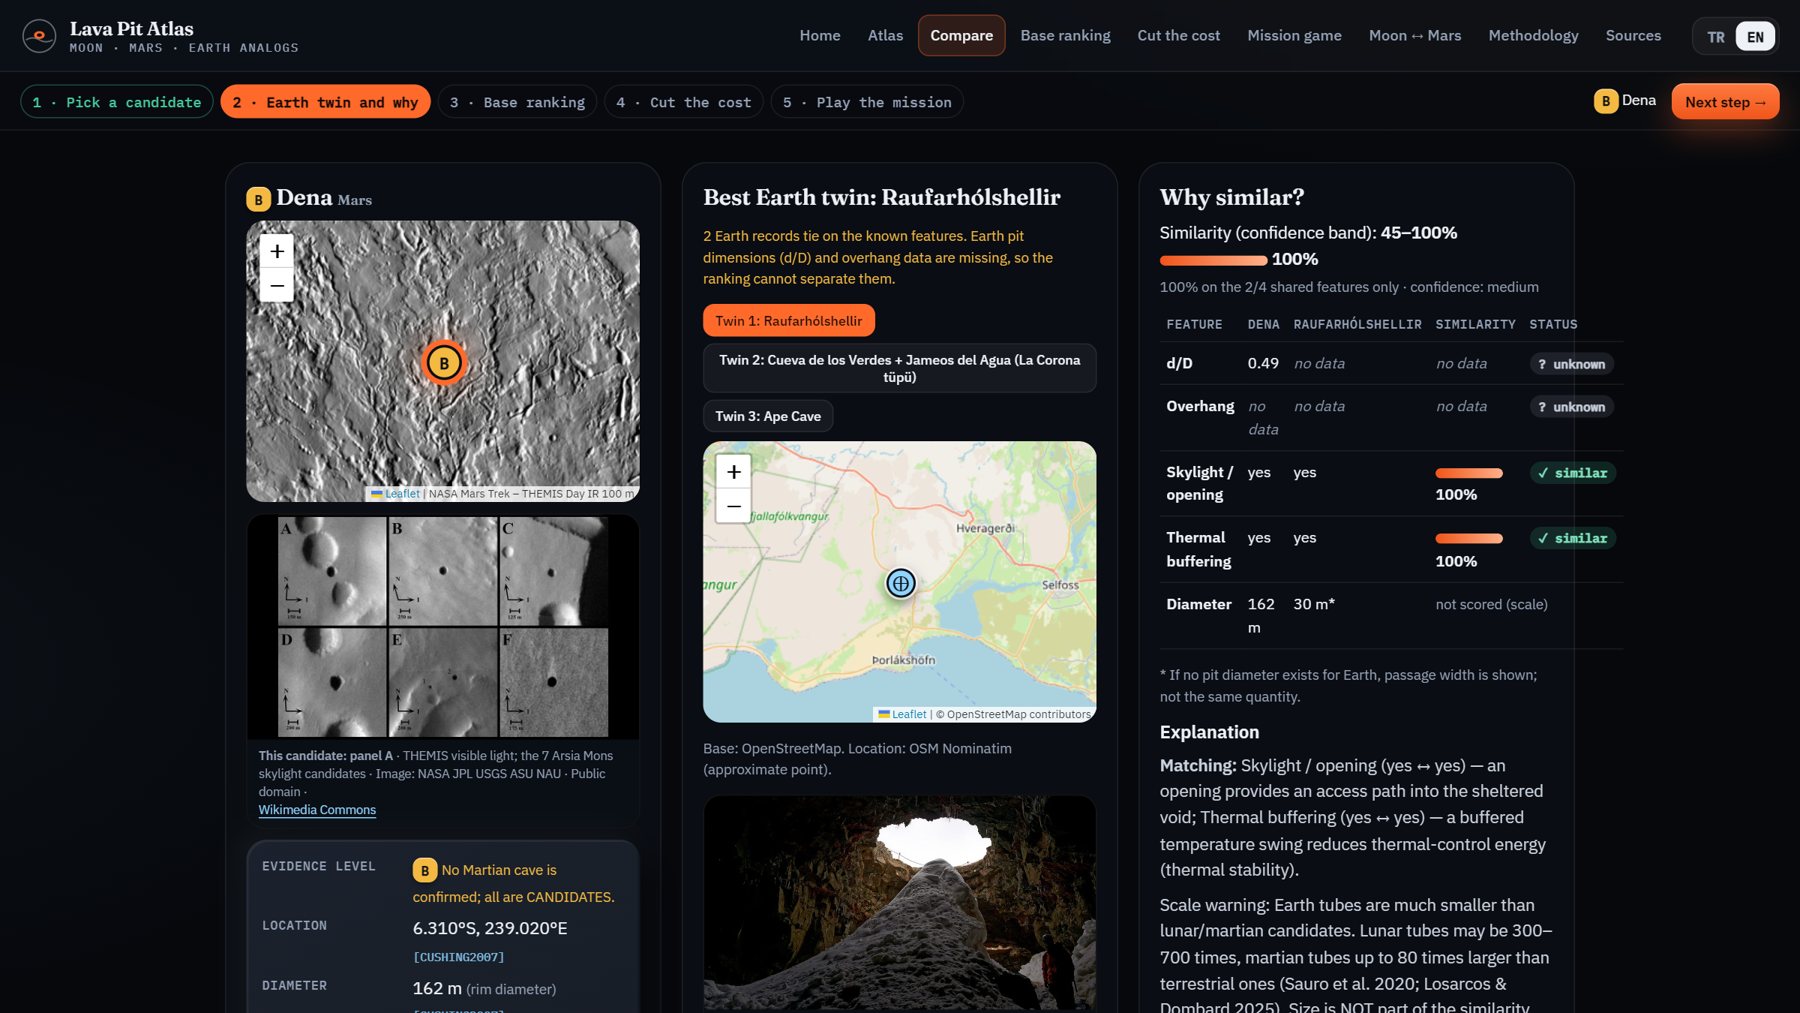 Lava Pit Atlas
MOON · MARS · EARTH ANALOGS
Home
Atlas
Compare
Base ranking
Cut the cost
Mission game
Moon ↔ Mars
Methodology
Sources
TR
EN
1 · Pick a candidate
2 · Earth twin and why
3 · Base ranking
4 · Cut the cost
5 · Play the mission
B Dena
Next step →
B Dena Mars
+
−
B
Leaflet | NASA Mars Trek – THEMIS Day IR 100 m
A
B
C
D
E
F
This candidate: panel A · THEMIS visible light; the 7 Arsia Mons
skylight candidates · Image: NASA JPL USGS ASU NAU · Public
domain ·
Wikimedia Commons
EVIDENCE LEVEL
B No Martian cave is
confirmed; all are CANDIDATES.
LOCATION
6.310°S, 239.020°E
[CUSHING2007]
DIAMETER
162 m (rim diameter)
Best Earth twin: Raufarhólshellir
2 Earth records tie on the known features. Earth pit
dimensions (d/D) and overhang data are missing, so the
ranking cannot separate them.
Twin 1: Raufarhólshellir
Twin 2: Cueva de los Verdes + Jameos del Agua (La Corona
tüpü)
Twin 3: Ape Cave
+
−
fjallafólkvangur
Hveragerði
angur
Selfoss
Þorlákshöfn
Leaflet | © OpenStreetMap contributors
Base: OpenStreetMap. Location: OSM Nominatim
(approximate point).
Why similar?
Similarity (confidence band): 45–100%
100%
100% on the 2/4 shared features only · confidence: medium
FEATURE DENA RAUFARHÓLSHELLIR SIMILARITY STATUS
d/D 0.49 no data no data ? unknown
Overhang no no data no data ? unknown
data
Skylight / yes yes ✓ similar
opening 100%
Thermal yes yes ✓ similar
buffering 100%
Diameter 162 30 m* not scored (scale)
m
* If no pit diameter exists for Earth, passage width is shown;
not the same quantity.
Explanation
Matching: Skylight / opening (yes ↔ yes) — an
opening provides an access path into the sheltered
void; Thermal buffering (yes ↔ yes) — a buffered
temperature swing reduces thermal-control energy
(thermal stability).
Scale warning: Earth tubes are much smaller than
lunar/martian candidates. Lunar tubes may be 300–
700 times, martian tubes up to 80 times larger than
terrestrial ones (Sauro et al. 2020; Losarcos &
Dombard 2025). Size is NOT part of the similarity